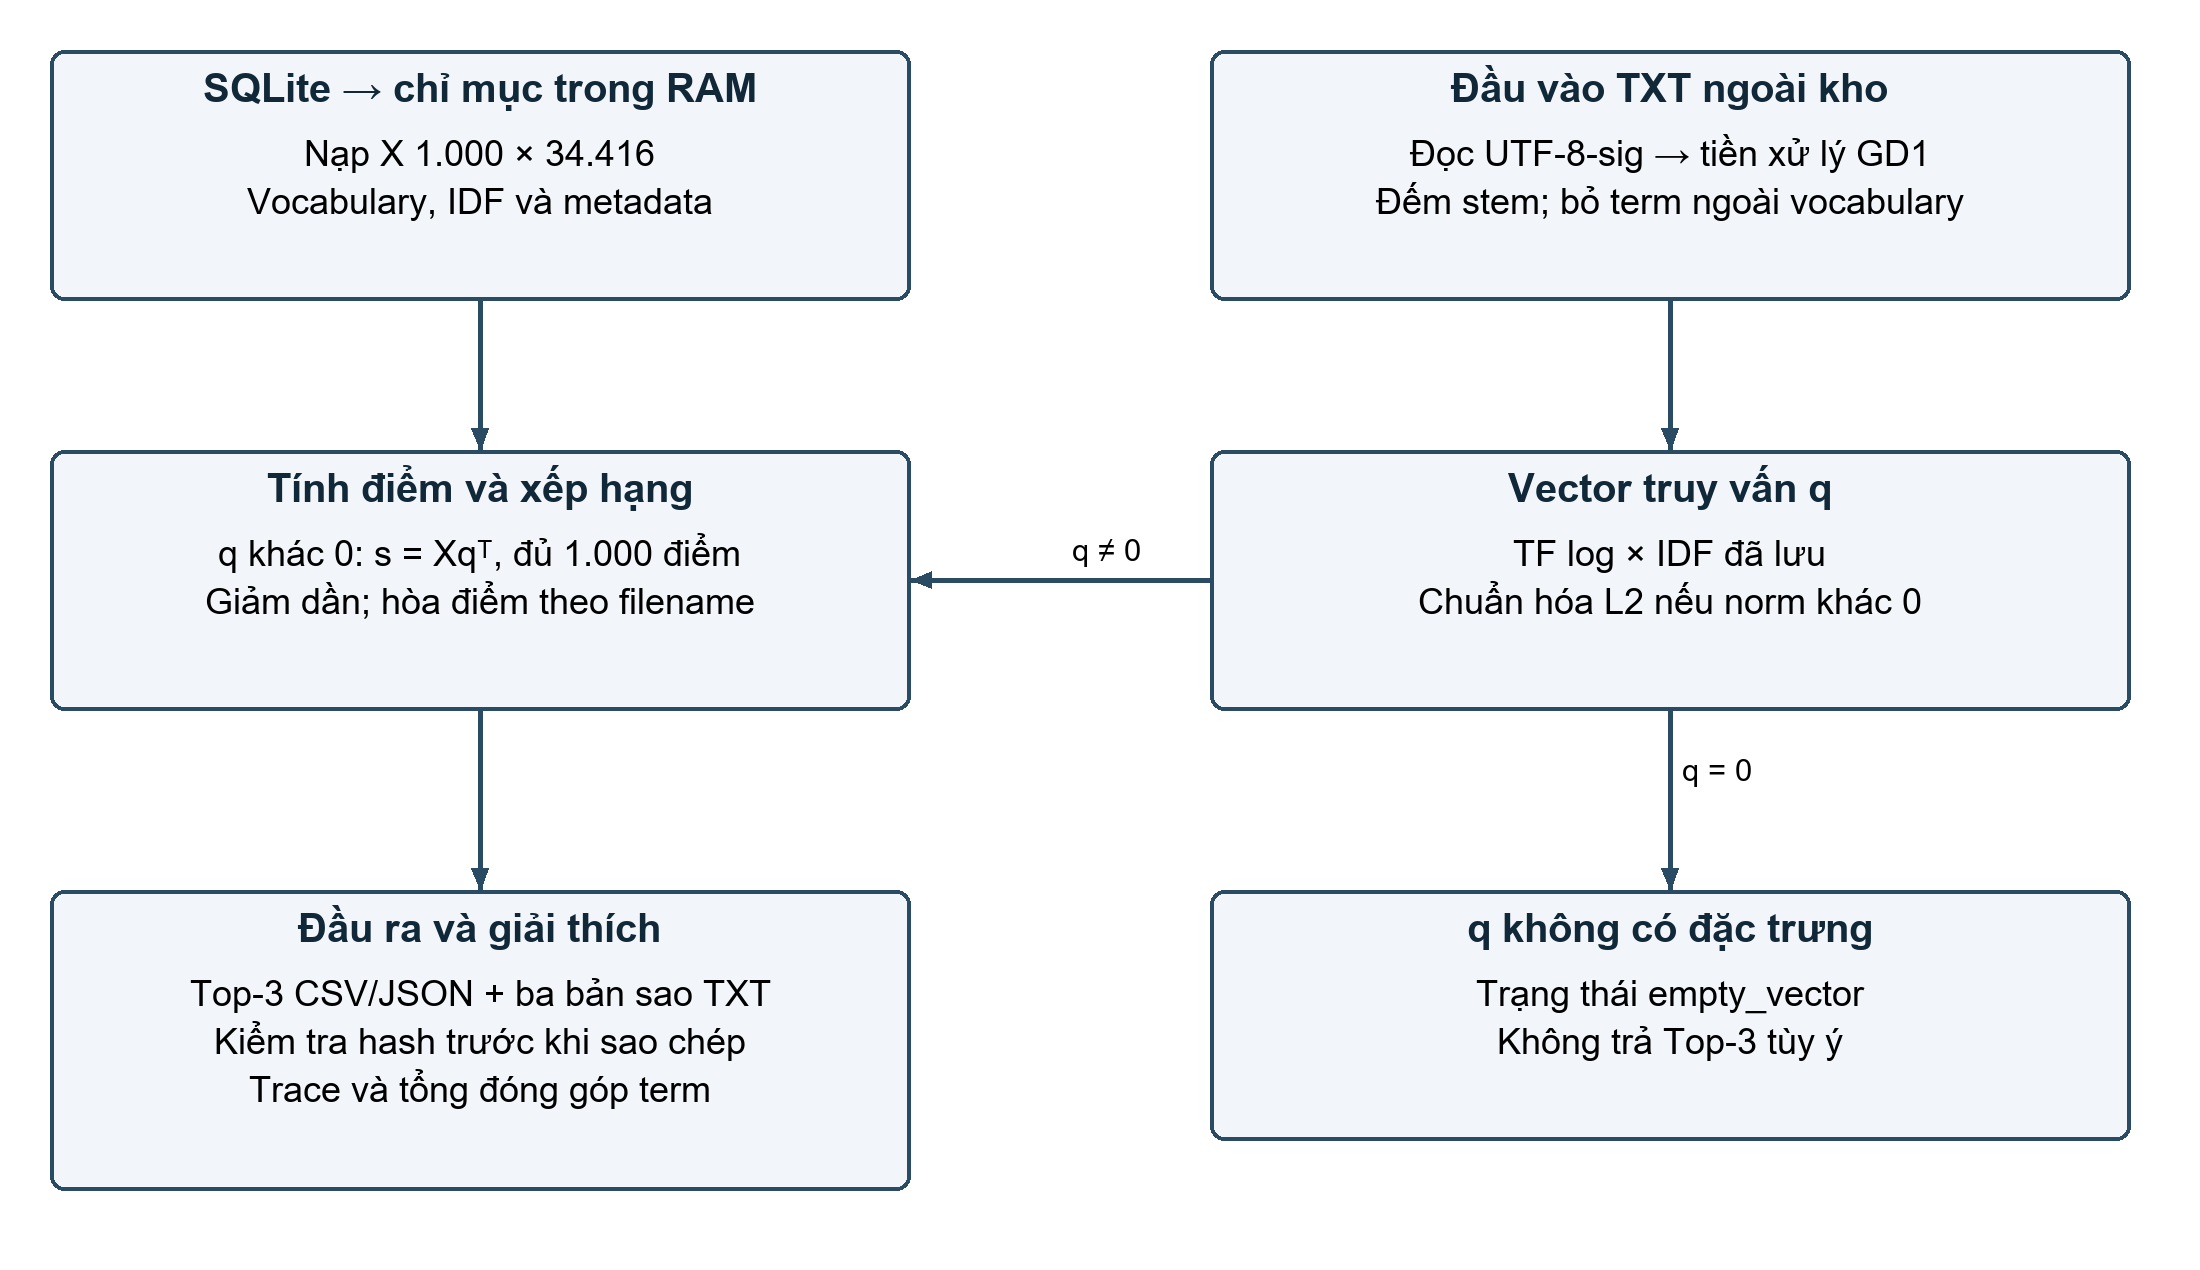 SQLite → chỉ mục trong RAM
Nạp X 1.000 × 34.416
Vocabulary, IDF và metadata
Đầu vào TXT ngoài kho
Đọc UTF-8-sig → tiền xử lý GD1
Đếm stem; bỏ term ngoài vocabulary
Tính điểm và xếp hạng
q khác 0: s = Xqᵀ, đủ 1.000 điểm
Giảm dần; hòa điểm theo filename
q ≠ 0
Vector truy vấn q
TF log × IDF đã lưu
Chuẩn hóa L2 nếu norm khác 0
q = 0
Đầu ra và giải thích
Top-3 CSV/JSON + ba bản sao TXT
Kiểm tra hash trước khi sao chép
Trace và tổng đóng góp term
q không có đặc trưng
Trạng thái empty_vector
Không trả Top-3 tùy ý